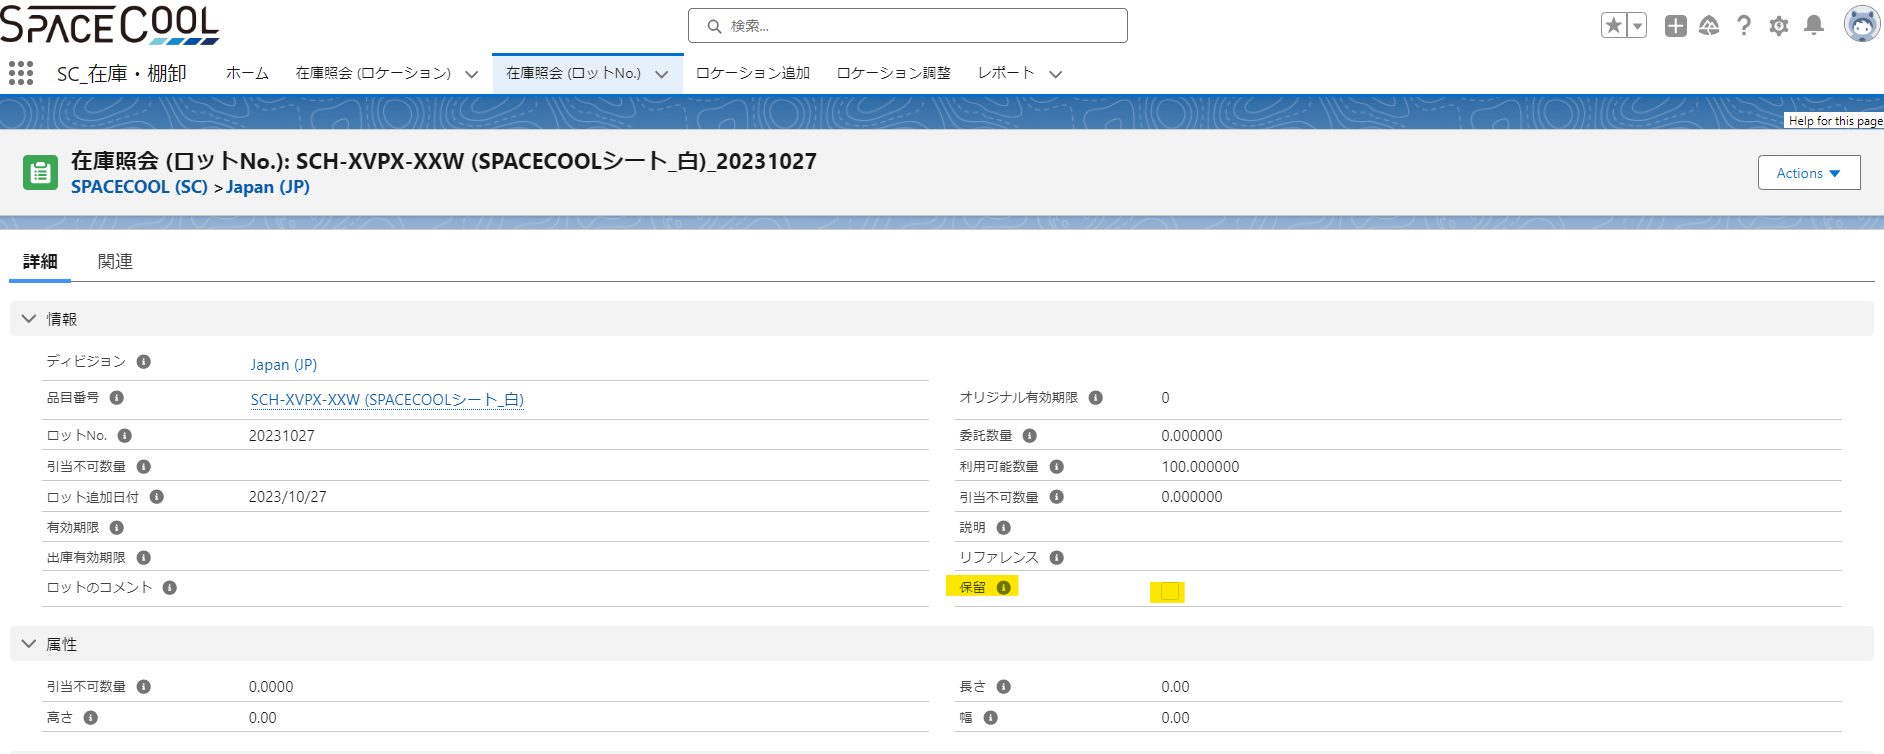 SPACECOOL
検索...
SC_在庫・棚卸
ホーム
在庫照会 (ロケーション)
在庫照会 (ロットNo.)
ロケーション追加
ロケーション調整
レポート
Help for this page
在庫照会 (ロットNo.): SCH-XVPX-XXW (SPACECOOLシート_白)_20231027
SPACECOOL (SC) >Japan (JP)
Actions
詳細
関連
情報
ディビジョン Japan (JP)
品目番号 SCH-XVPX-XXW (SPACECOOLシート_白)
オリジナル有効期限 0
ロットNo. 20231027
委託数量 0.000000
引当不可数量
利用可能数量 100.000000
ロット追加日付 2023/10/27
引当不可数量 0.000000
有効期限
説明
出庫有効期限
リファレンス
ロットのコメント
保留
属性
引当不可数量 0.0000
長さ 0.00
高さ 0.00
幅 0.00